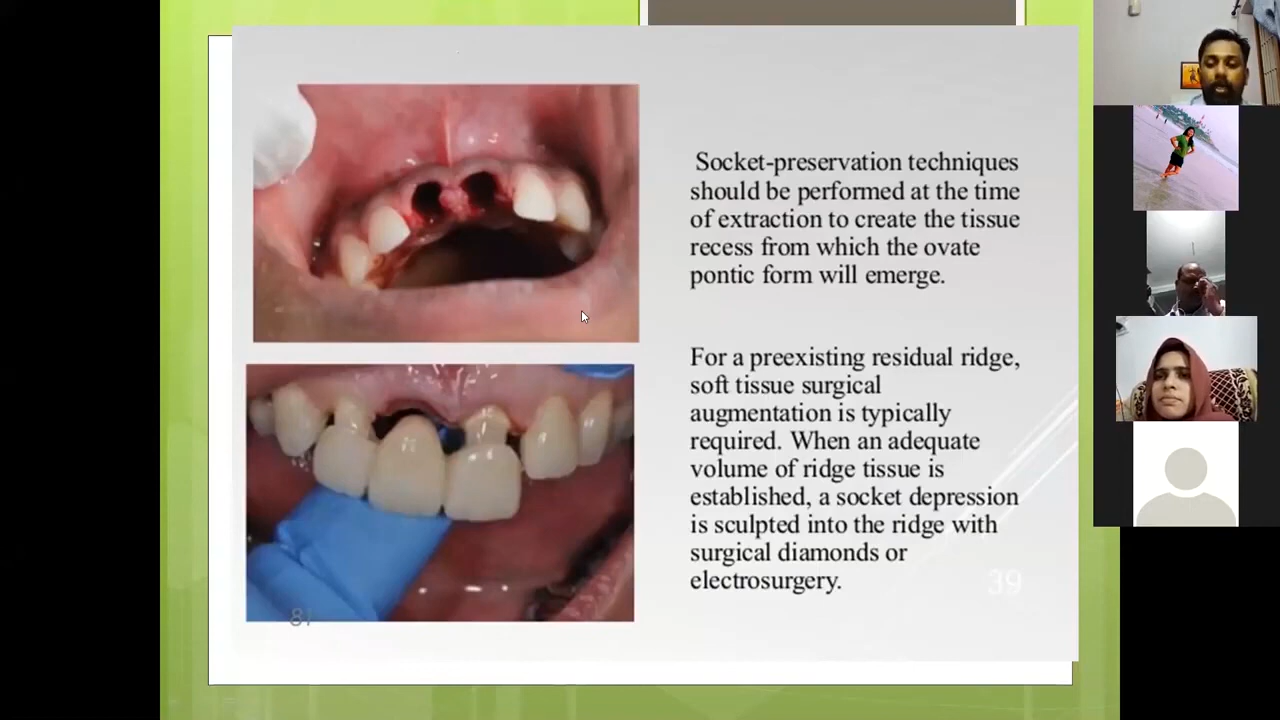 Socket-preservation techniques
should be performed at the time
of extraction to create the tissue
recess from which the ovate
pontic form will emerge.
For a preexisting residual ridge,
soft tissue surgical
augmentation is typically
required. When an adequate
volume of ridge tissue is
established, a socket depression
is sculpted into the ridge with
surgical diamonds or
electrosurgery.
39
81